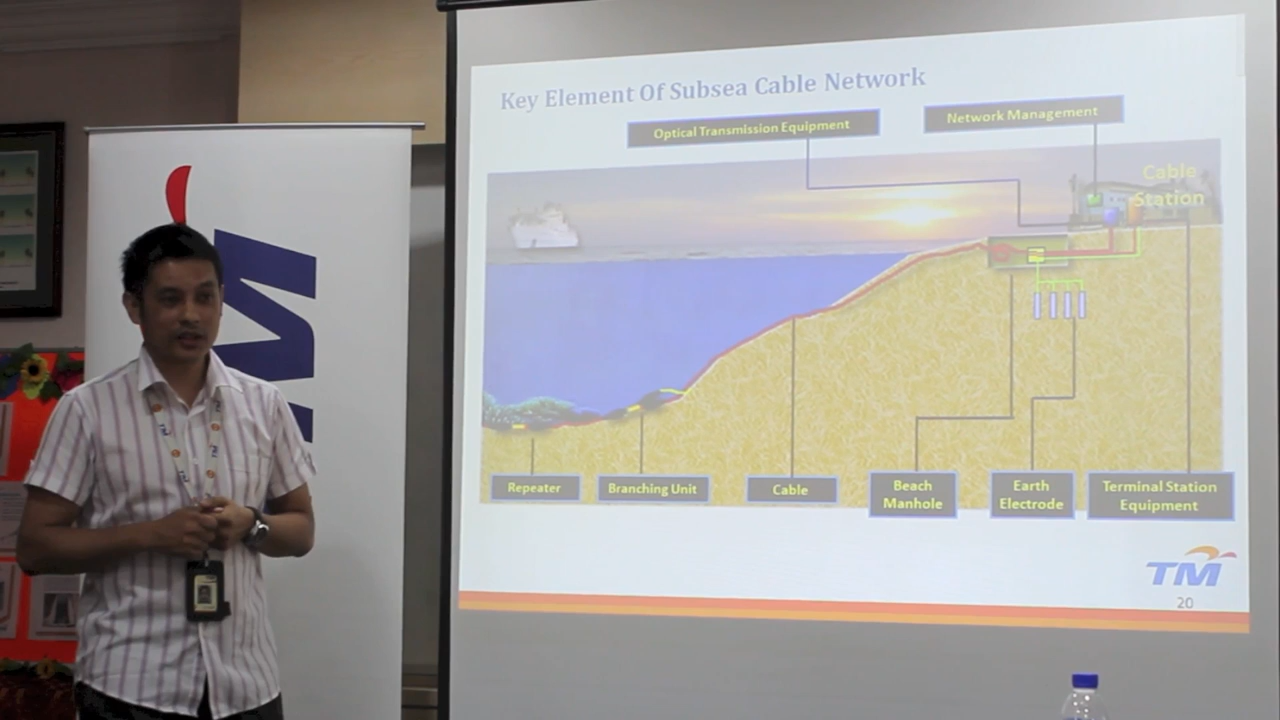 Key Element Of Subsea Cable Network
Optical Transmission Equipment
Network Management
Cable
Station
Repeater
Branching Unit
Cable
Beach
Manhole
Earth
Electrode
Terminal Station
Equipment
TM
20